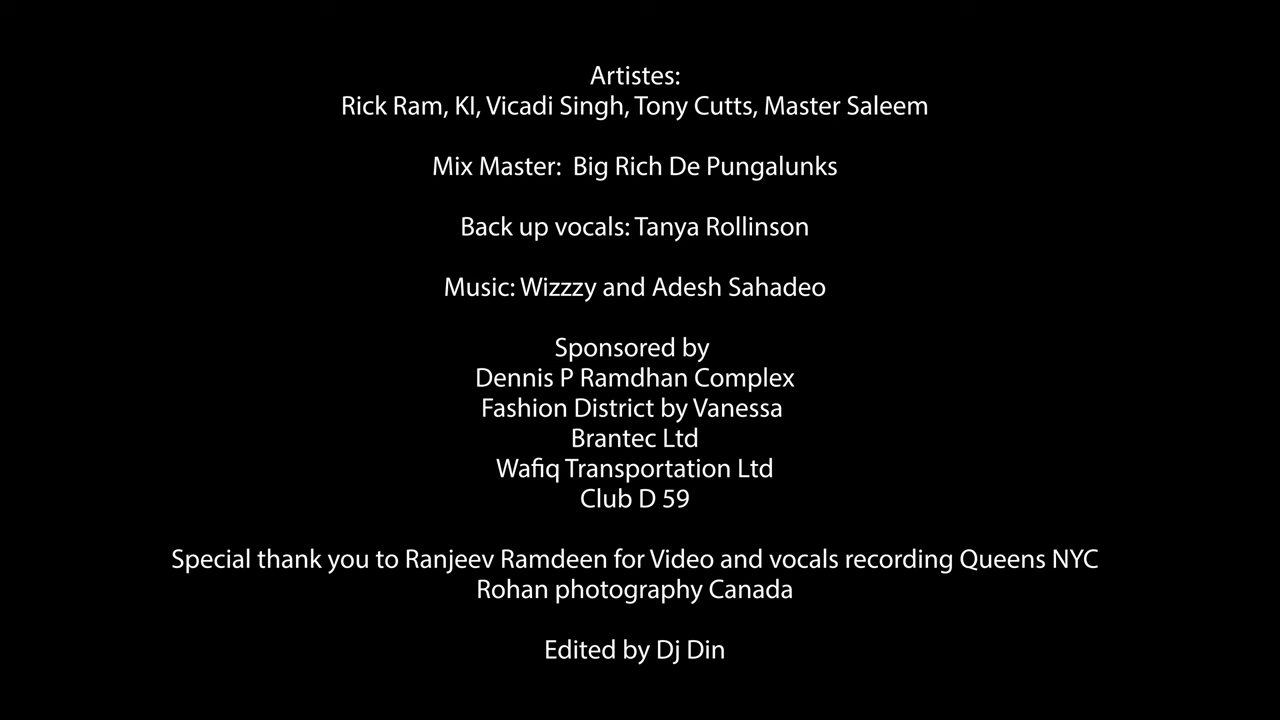 Artistes:
Rick Ram, KI, Vicadi Singh, Tony Cutts, Master Saleem
Mix Master:  Big Rich De Pungalunks
Back up vocals: Tanya Rollinson
Music: Wizzzy and Adesh Sahadeo
Sponsored by
Dennis P Ramdhan Complex
Fashion District by Vanessa
Brantec Ltd
Wafiq Transportation Ltd
Club D 59
Special thank you to Ranjeev Ramdeen for Video and vocals recording Queens NYC
Rohan photography Canada
Edited by Dj Din